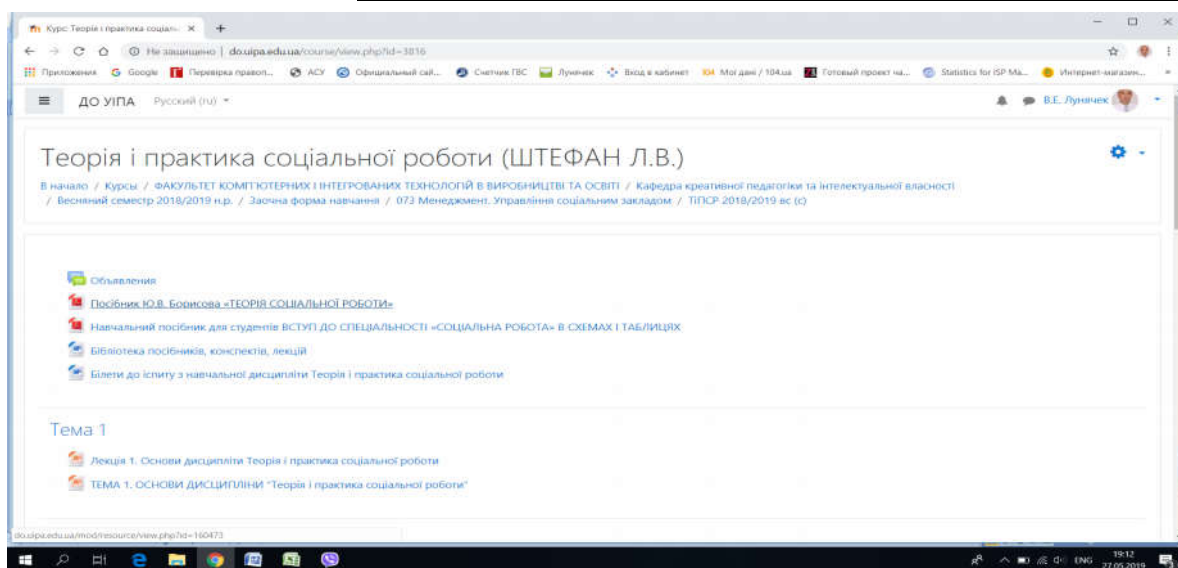 Курс: Теорія і практика соціаль
Не защищено | do.uipa.edu.ua/course/view.php?id=3816
Приложения Google Перевірка правоп... АСУ Официальный сай... Счетчик ГВС Лунячек Вход в кабинет 104 Мої дані / 104.ua Готовый проект ча... Statistics for ISP Ma... Интернет-магазин...
ДО УІПА Русский (ru) В.Е. Лунячек
Теорія і практика соціальної роботи (ШТЕФАН Л.В.)
В начало / Курсы / ФАКУЛЬТЕТ КОМП'ЮТЕРНИХ І ІНТЕГРОВАНИХ ТЕХНОЛОГІЙ В ВИРОБНИЦТВІ ТА ОСВІТІ / Кафедра креативної педагогіки та інтелектуальної власності
/ Весняний семестр 2018/2019 н.р. / Заочна форма навчання / 073 Менеджмент. Управління соціальним закладом / ТіПСР 2018/2019 вс (с)
Объявления
Посібник Ю.В. Борисова «ТЕОРІЯ СОЦІАЛЬНОЇ РОБОТИ»
Навчальний посібник для студентів ВСТУП ДО СПЕЦІАЛЬНОСТІ «СОЦІАЛЬНА РОБОТА» В СХЕМАХ І ТАБЛИЦЯХ
Бібліотека посібників, конспектів, лекцій
Білети до іспиту з навчальної дисципліти Теорія і практика соціальної роботи
Тема 1
Лекція 1. Основи дисципліти Теорія і практика соціальної роботи
ТЕМА 1. ОСНОВИ ДИСЦИПЛІНИ "Теорія і практика соціальної роботи"
do.uipa.edu.ua/mod/resource/view.php?id=160473
ENG 19:12
27.05.2019